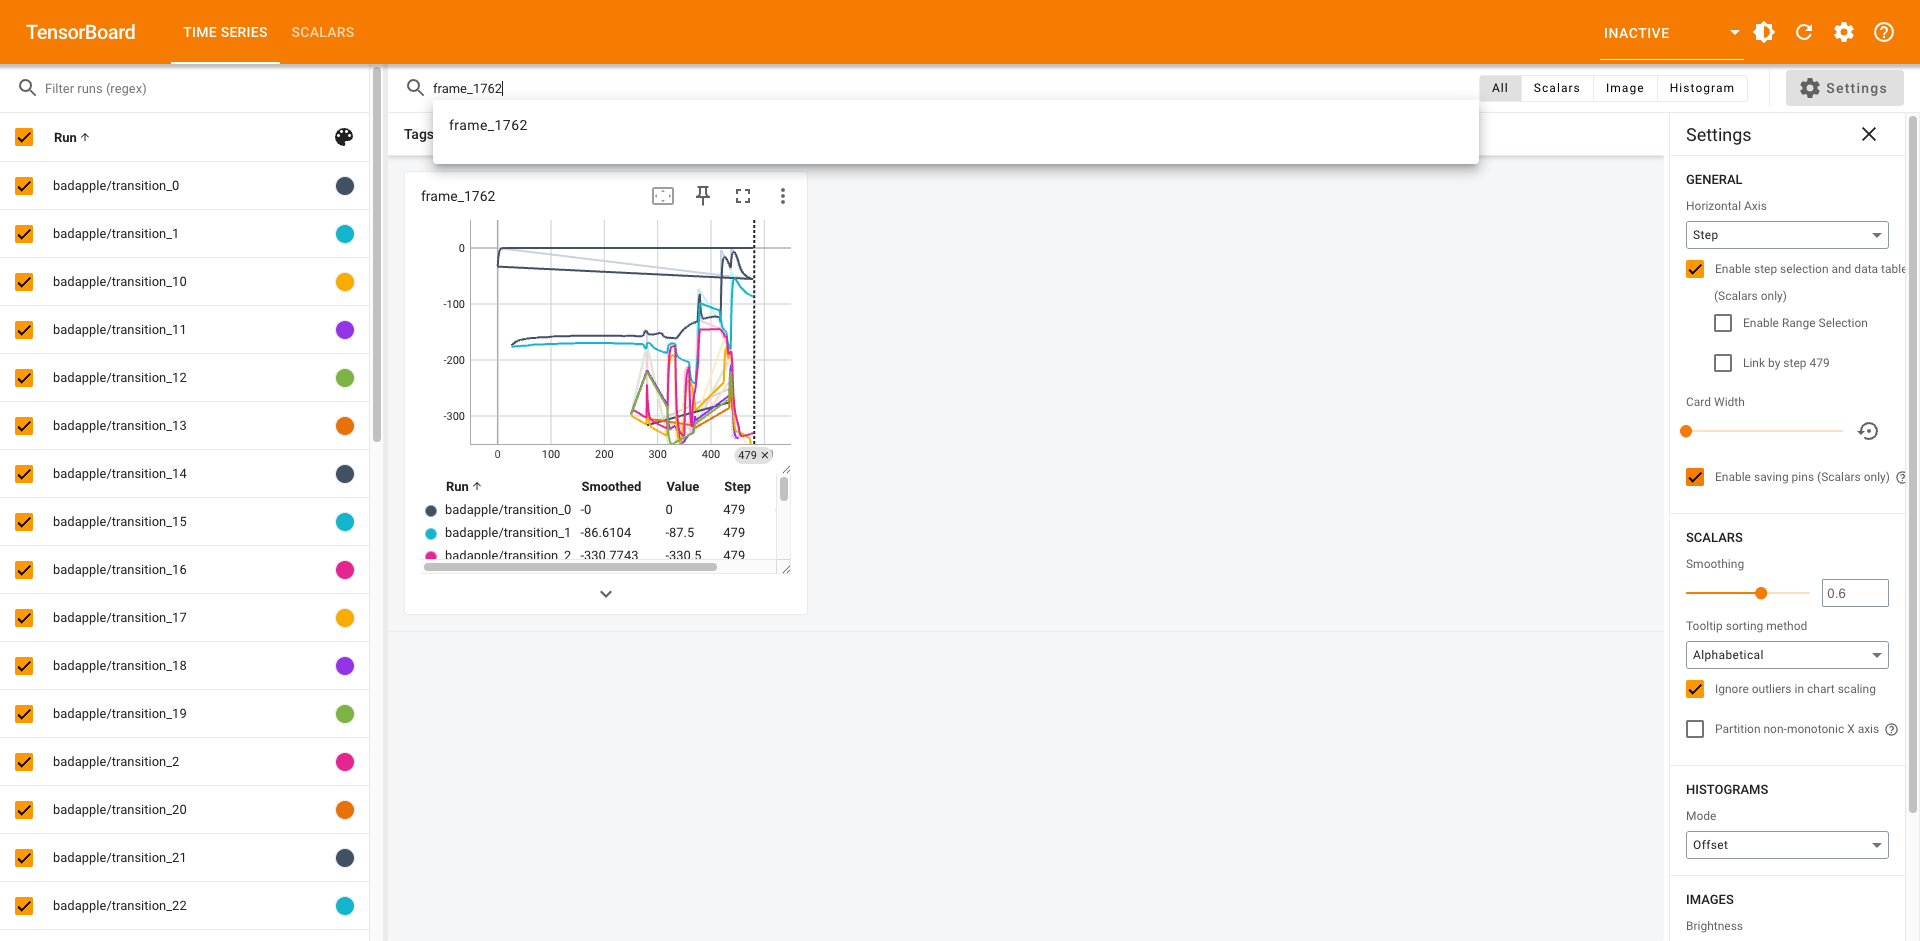 TensorBoard
TIME SERIES
SCALARS
INACTIVE
Filter runs (regex)
frame_1762
All
Scalars
Image
Histogram
Settings
frame_1762
Run
Tags
Settings
badapple/transition_0
badapple/transition_1
badapple/transition_10
badapple/transition_11
badapple/transition_12
badapple/transition_13
badapple/transition_14
badapple/transition_15
badapple/transition_16
badapple/transition_17
badapple/transition_18
badapple/transition_19
badapple/transition_2
badapple/transition_20
badapple/transition_21
badapple/transition_22
frame_1762
0
-100
-200
-300
0 100 200 300 400 479
Run Smoothed Value Step
badapple/transition_0 -0 0 479
badapple/transition_1 -86.6104 -87.5 479
badapple/transition_2 -330.7743 -330.5 479
GENERAL
Horizontal Axis
Step
Enable step selection and data table
(Scalars only)
Enable Range Selection
Link by step 479
Card Width
Enable saving pins (Scalars only)
SCALARS
Smoothing
0.6
Tooltip sorting method
Alphabetical
Ignore outliers in chart scaling
Partition non-monotonic X axis
HISTOGRAMS
Mode
Offset
IMAGES
Brightness